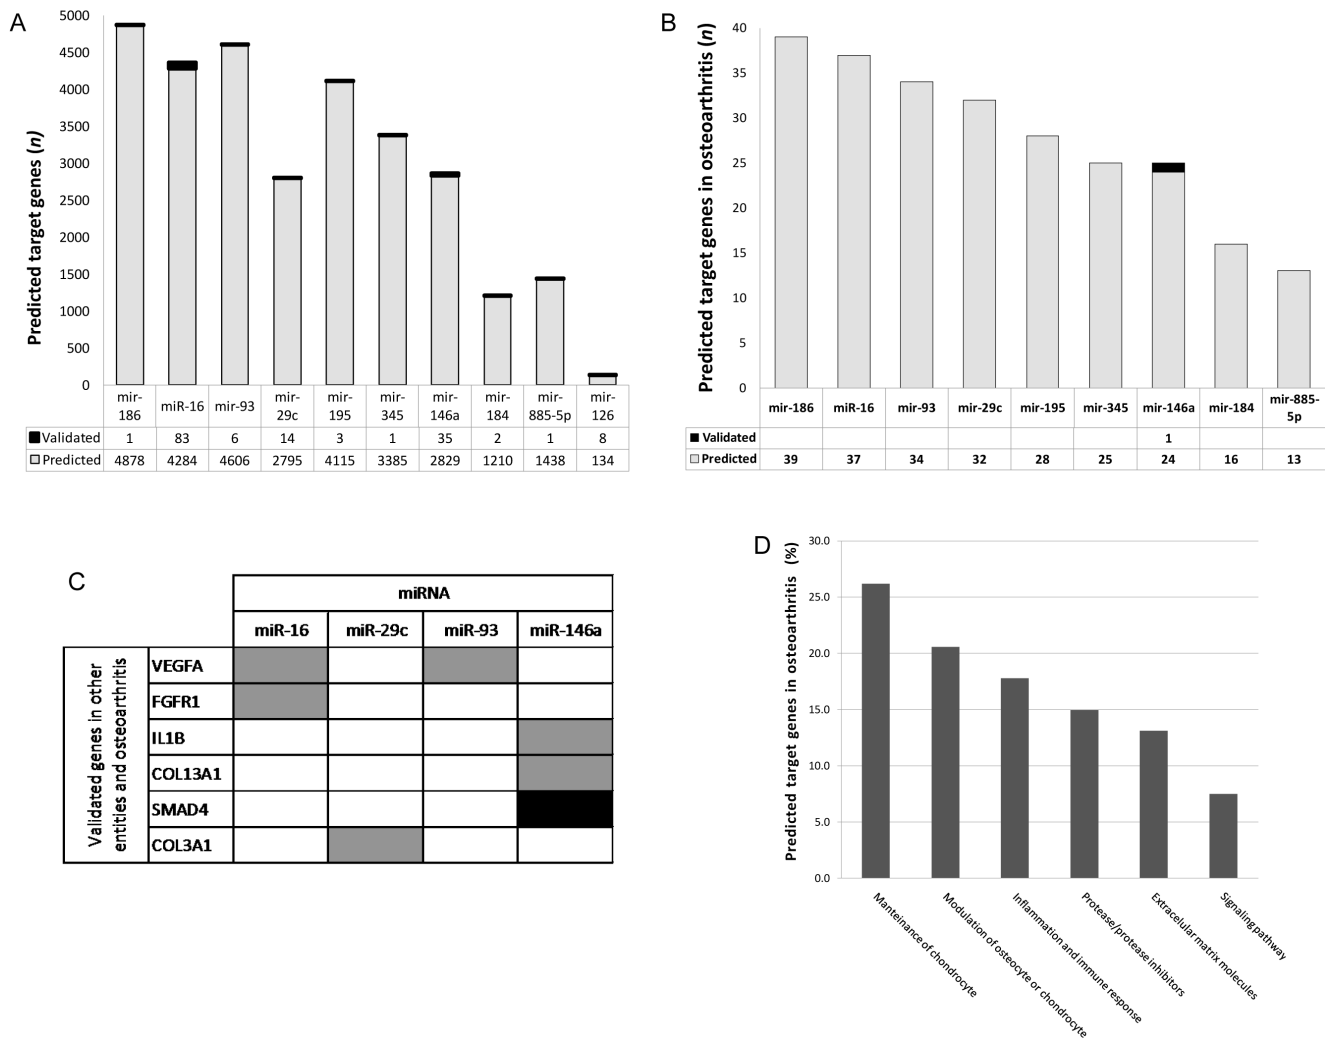 A
Predicted target genes (n)
5000
4500
4000
3500
3000
2500
2000
1500
1000
500
0
mir-186 miR-16 mir-93 mir-29c mir-195 mir-345 mir-146a mir-184 mir-885-5p mir-126
Validated 1 83 6 14 3 1 35 2 1 8
Predicted 4878 4284 4606 2795 4115 3385 2829 1210 1438 134
B
Predicted target genes in osteoarthritis (n)
40
35
30
25
20
15
10
5
0
mir-186 miR-16 mir-93 mir-29c mir-195 mir-345 mir-146a mir-184 mir-885-5p
Validated 1
Predicted 39 37 34 32 28 25 24 16 13
C
miRNA
miR-16 miR-29c miR-93 miR-146a
Validated genes in other
entities and osteoarthritis
VEGFA
FGFR1
IL1B
COL13A1
SMAD4
COL3A1
D
Predicted target genes in osteoarthritis (%)
30.0
25.0
20.0
15.0
10.0
5.0
0.0
Manteinance of chondrocyte
Modulation of osteocyte or chondrocyte
Inflammation and immune response
Protease/protease inhibitors
Extracelular matrix molecules
Signaling pathway